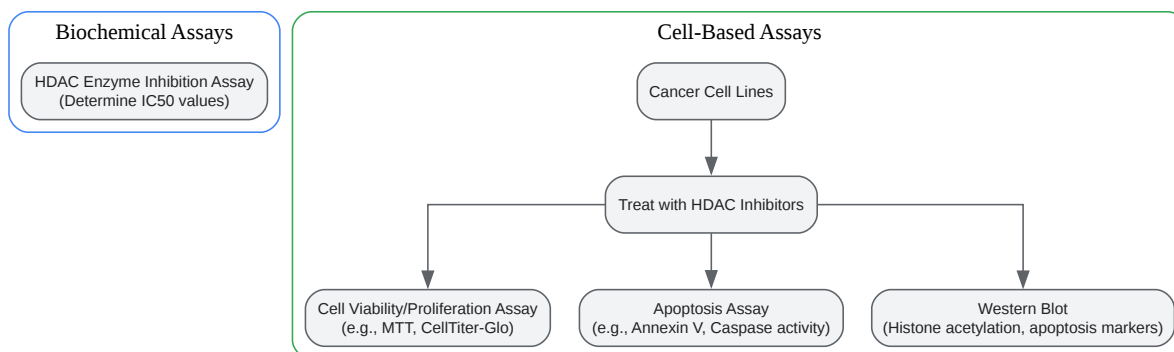 Biochemical Assays
HDAC Enzyme Inhibition Assay
(Determine IC50 values)
Cell-Based Assays
Cancer Cell Lines
Treat with HDAC Inhibitors
Cell Viability/Proliferation Assay
(e.g., MTT, CellTiter-Glo)
Apoptosis Assay
(e.g., Annexin V, Caspase activity)
Western Blot
(Histone acetylation, apoptosis markers)